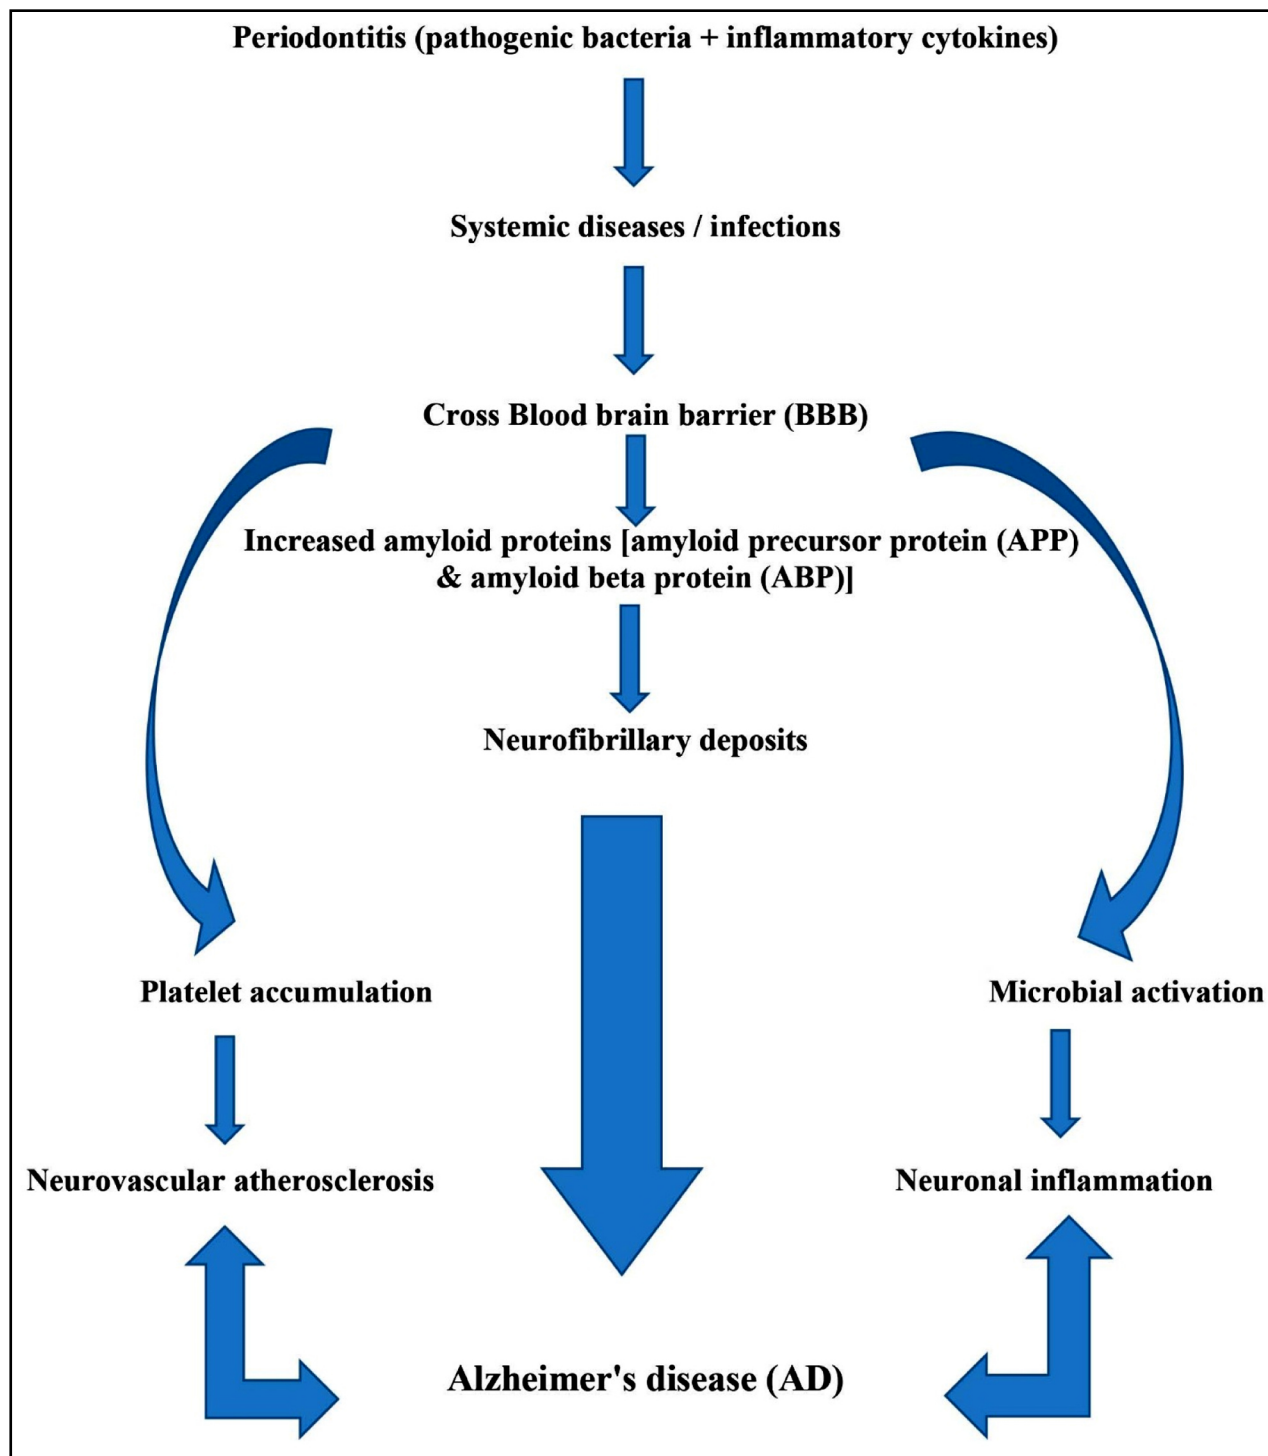 Periodontitis (pathogenic bacteria + inflammatory cytokines)
Systemic diseases / infections
Cross Blood brain barrier (BBB)
Increased amyloid proteins [amyloid precursor protein (APP)
& amyloid beta protein (ABP)]
Neurofibrillary deposits
Platelet accumulation
Microbial activation
Neurovascular atherosclerosis
Neuronal inflammation
Alzheimer's disease (AD)